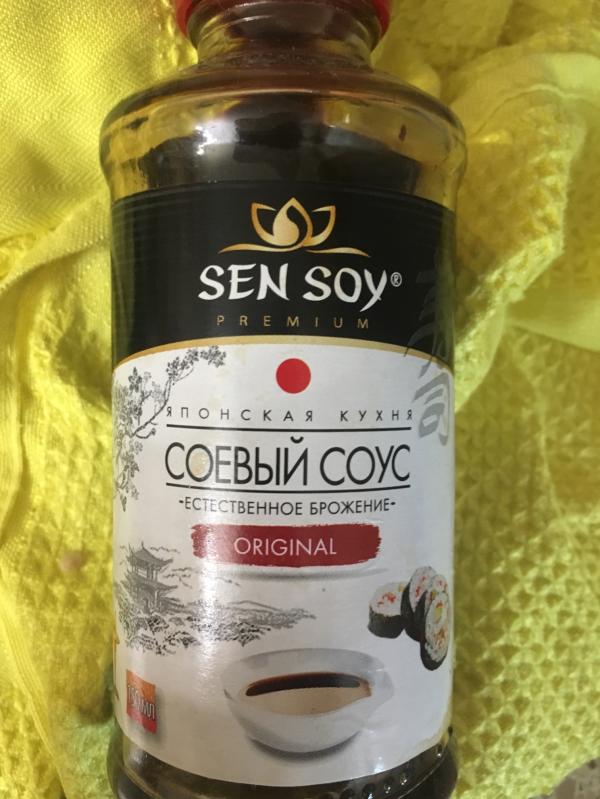 SEN SOY®
PREMIUM
ЯПОНСКАЯ КУХНЯ
СОЕВЫЙ СОУС
-ЕСТЕСТВЕННОЕ БРОЖЕНИЕ-
ORIGINAL